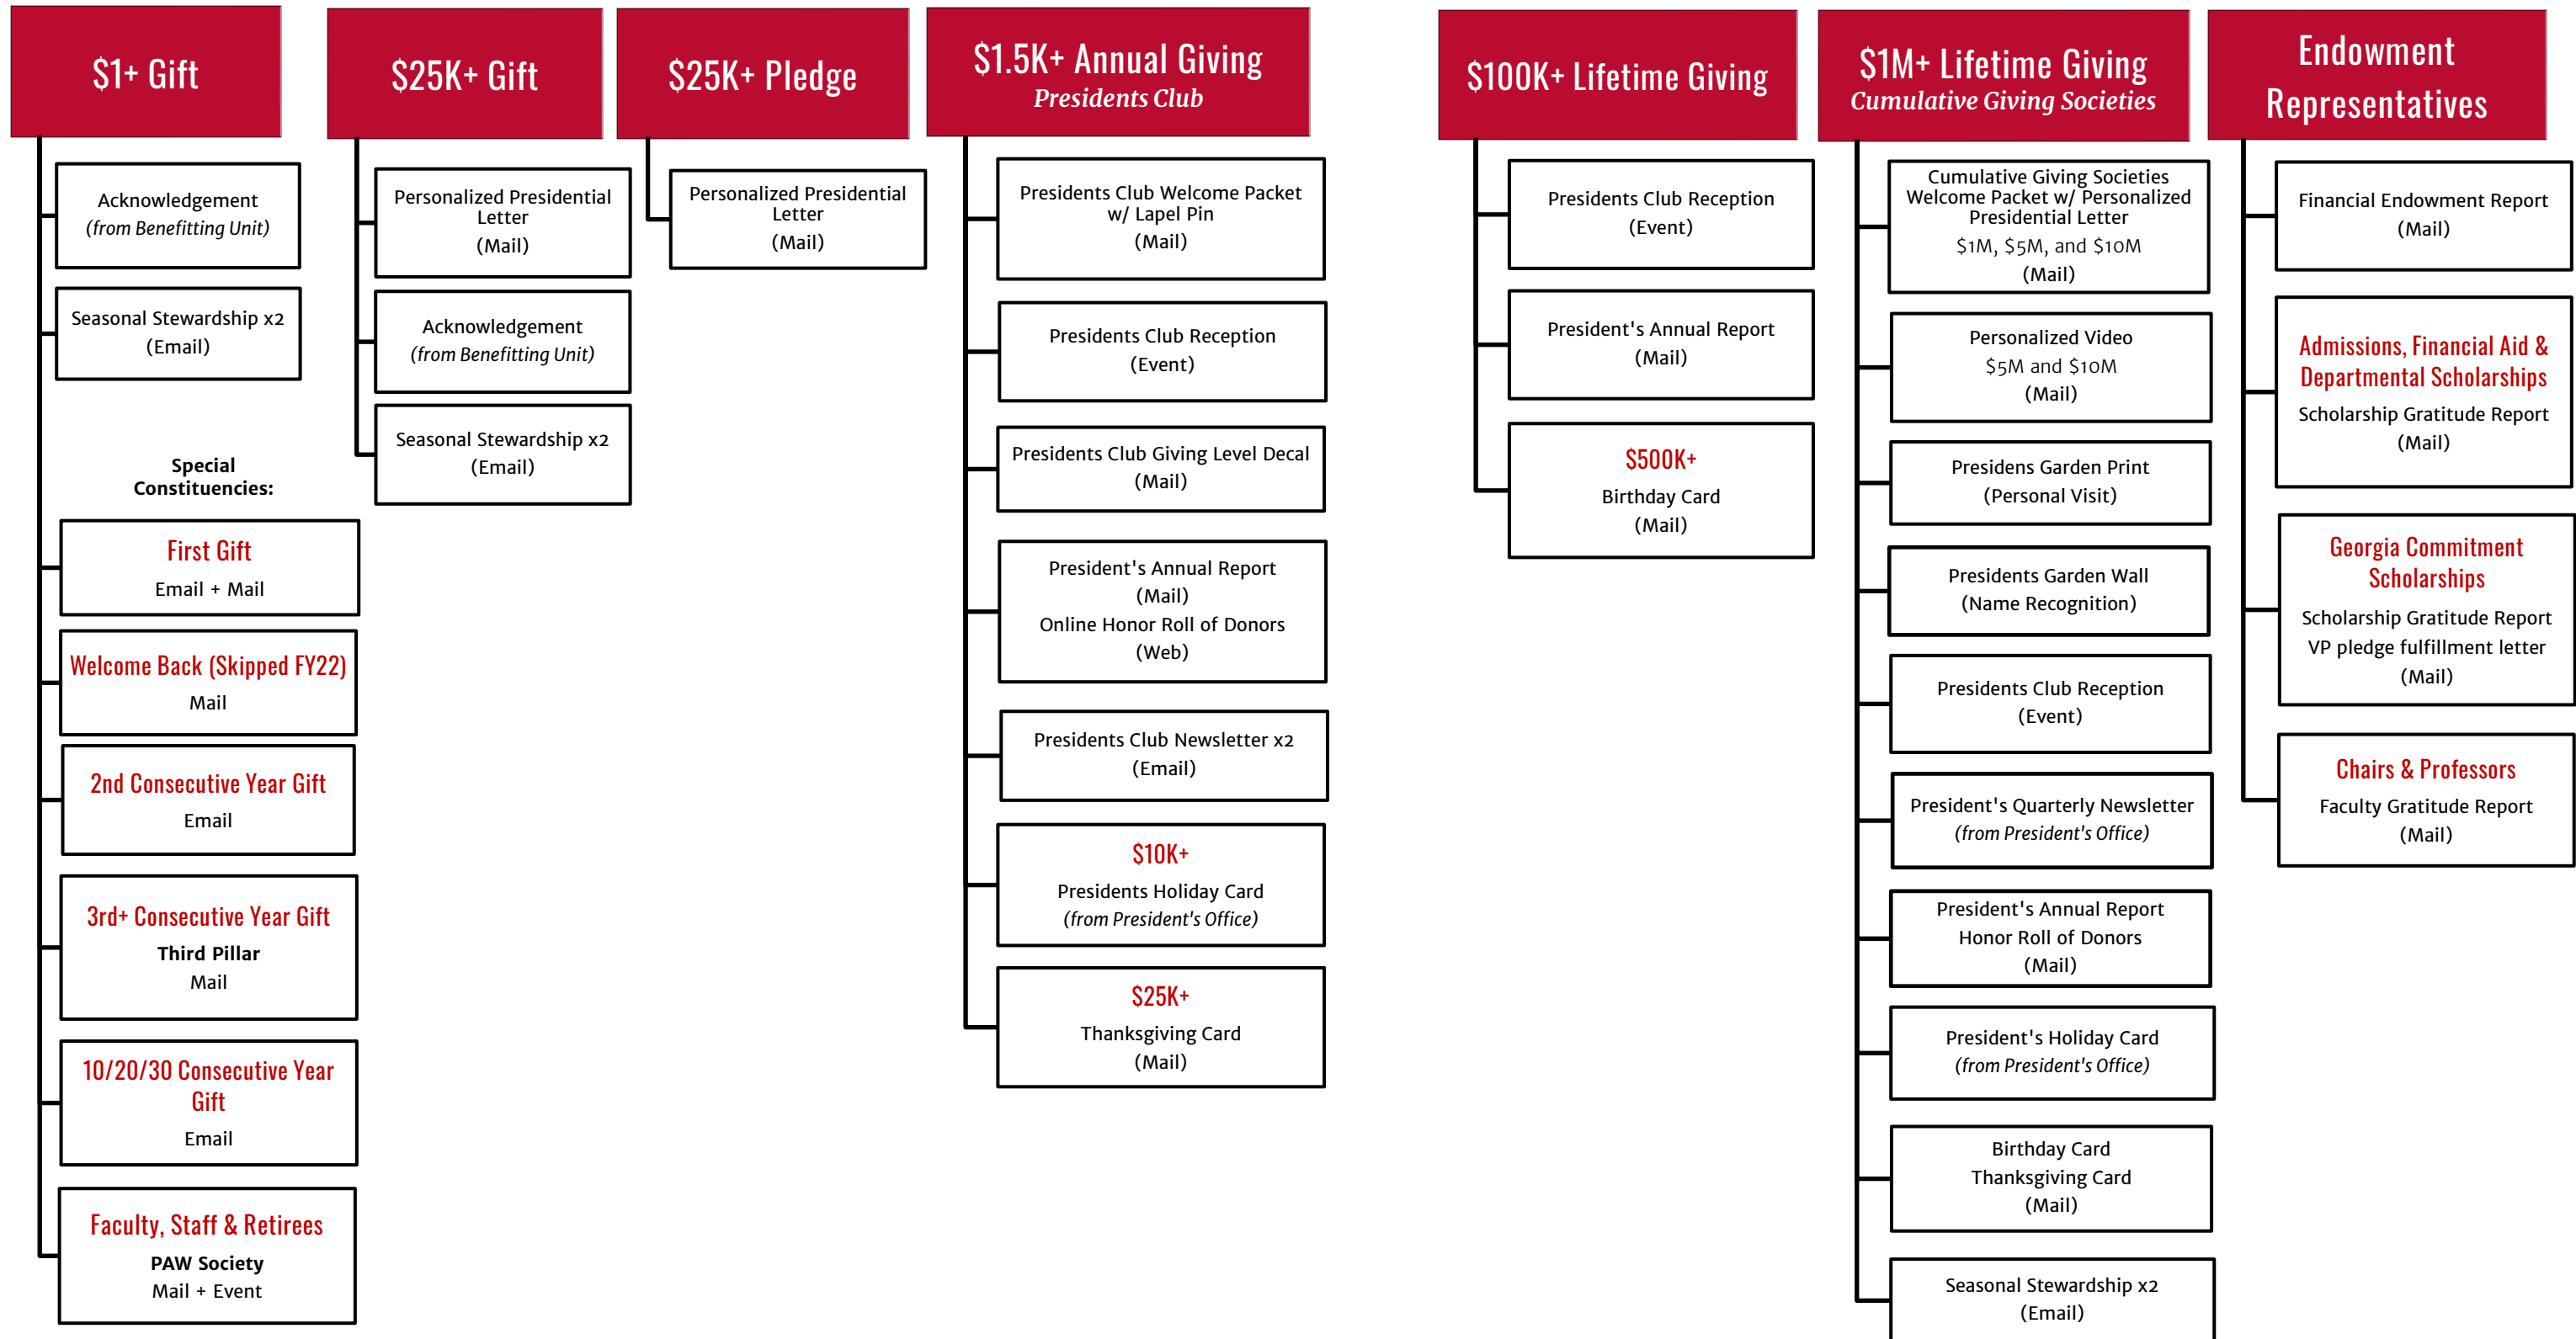 $1+ Gift
Acknowledgement
(from Benefitting Unit)
Seasonal Stewardship x2
(Email)
Special
Constituencies:
First Gift
Email + Mail
Welcome Back (Skipped FY22)
Mail
2nd Consecutive Year Gift
Email
3rd+ Consecutive Year Gift
Third Pillar
Mail
10/20/30 Consecutive Year
Gift
Email
Faculty, Staff & Retirees
PAW Society
Mail + Event
$25K+ Gift
Personalized Presidential
Letter
(Mail)
Acknowledgement
(from Benefitting Unit)
Seasonal Stewardship x2
(Email)
$25K+ Pledge
Personalized Presidential
Letter
(Mail)
$1.5K+ Annual Giving
Presidents Club
Presidents Club Welcome Packet
w/ Lapel Pin
(Mail)
Presidents Club Reception
(Event)
Presidents Club Giving Level Decal
(Mail)
President's Annual Report
(Mail)
Online Honor Roll of Donors
(Web)
Presidents Club Newsletter x2
(Email)
$10K+
Presidents Holiday Card
(from President's Office)
$25K+
Thanksgiving Card
(Mail)
$100K+ Lifetime Giving
Presidents Club Reception
(Event)
President's Annual Report
(Mail)
$500K+
Birthday Card
(Mail)
$1M+ Lifetime Giving
Cumulative Giving Societies
Cumulative Giving Societies
Welcome Packet w/ Personalized
Presidential Letter
$1M, $5M, and $10M
(Mail)
Personalized Video
$5M and $10M
(Mail)
Presidens Garden Print
(Personal Visit)
Presidents Garden Wall
(Name Recognition)
Presidents Club Reception
(Event)
President's Quarterly Newsletter
(from President's Office)
President's Annual Report
Honor Roll of Donors
(Mail)
President's Holiday Card
(from President's Office)
Birthday Card
Thanksgiving Card
(Mail)
Seasonal Stewardship x2
(Email)
Endowment
Representatives
Financial Endowment Report
(Mail)
Admissions, Financial Aid &
Departmental Scholarships
Scholarship Gratitude Report
(Mail)
Georgia Commitment
Scholarships
Scholarship Gratitude Report
VP pledge fulfillment letter
(Mail)
Chairs & Professors
Faculty Gratitude Report
(Mail)